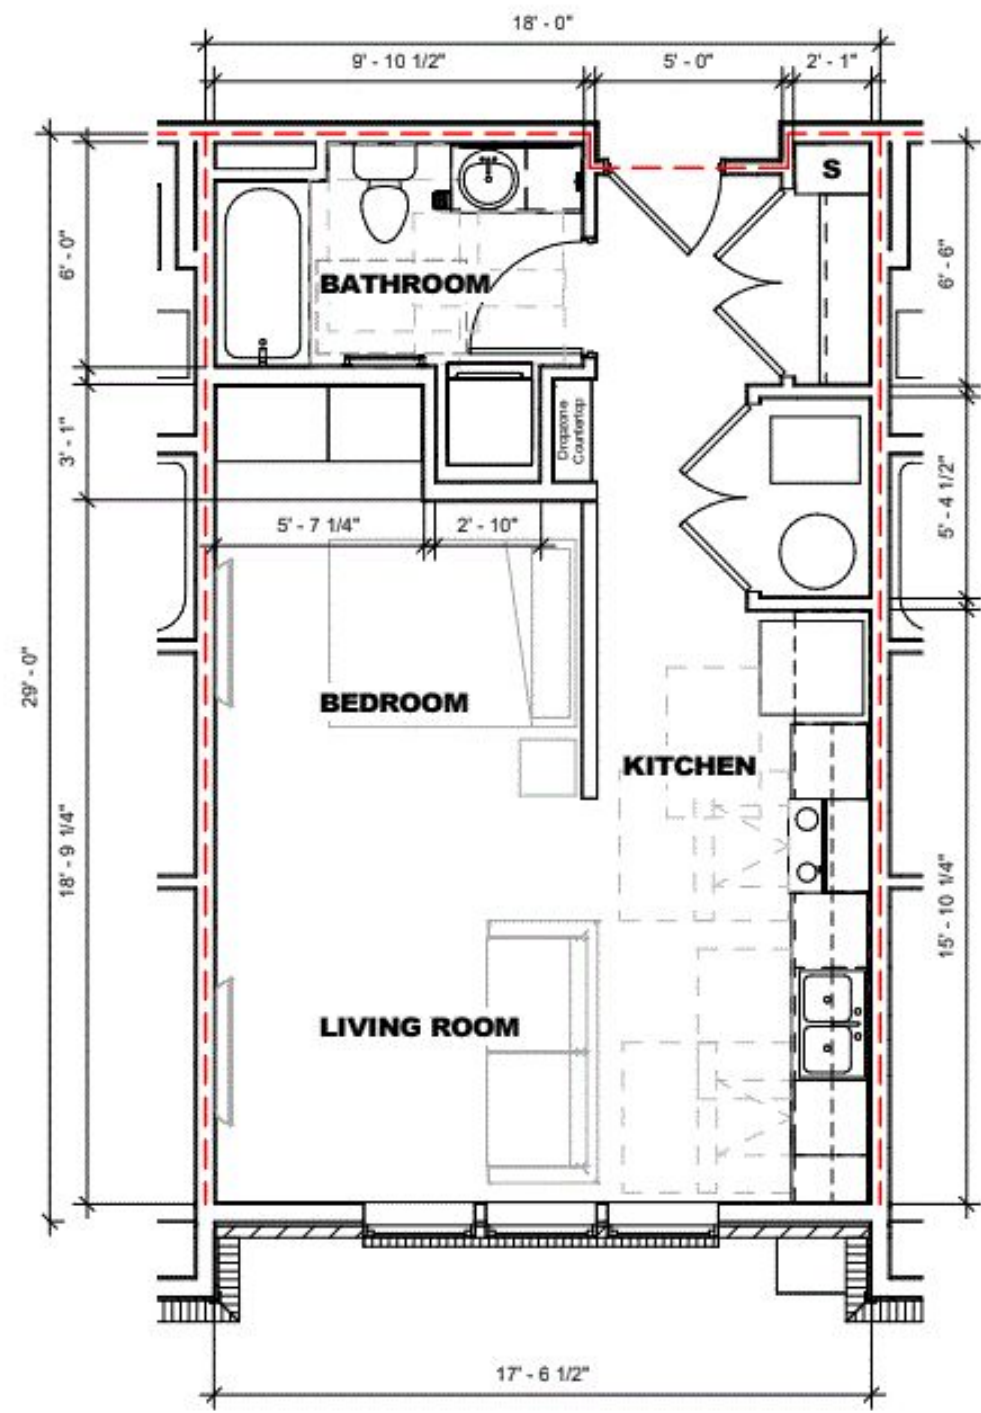 18' - 0"
9' - 10 1/2"
5' - 0"
2' - 1"
S
6' - 0"
BATHROOM
6' - 6"
3' - 1"
Dropzone
Countertop
5' - 7 1/4"
2' - 10"
5' - 4 1/2"
29' - 0"
BEDROOM
KITCHEN
18' - 9 1/4"
15' - 10 1/4"
LIVING ROOM
17' - 6 1/2"